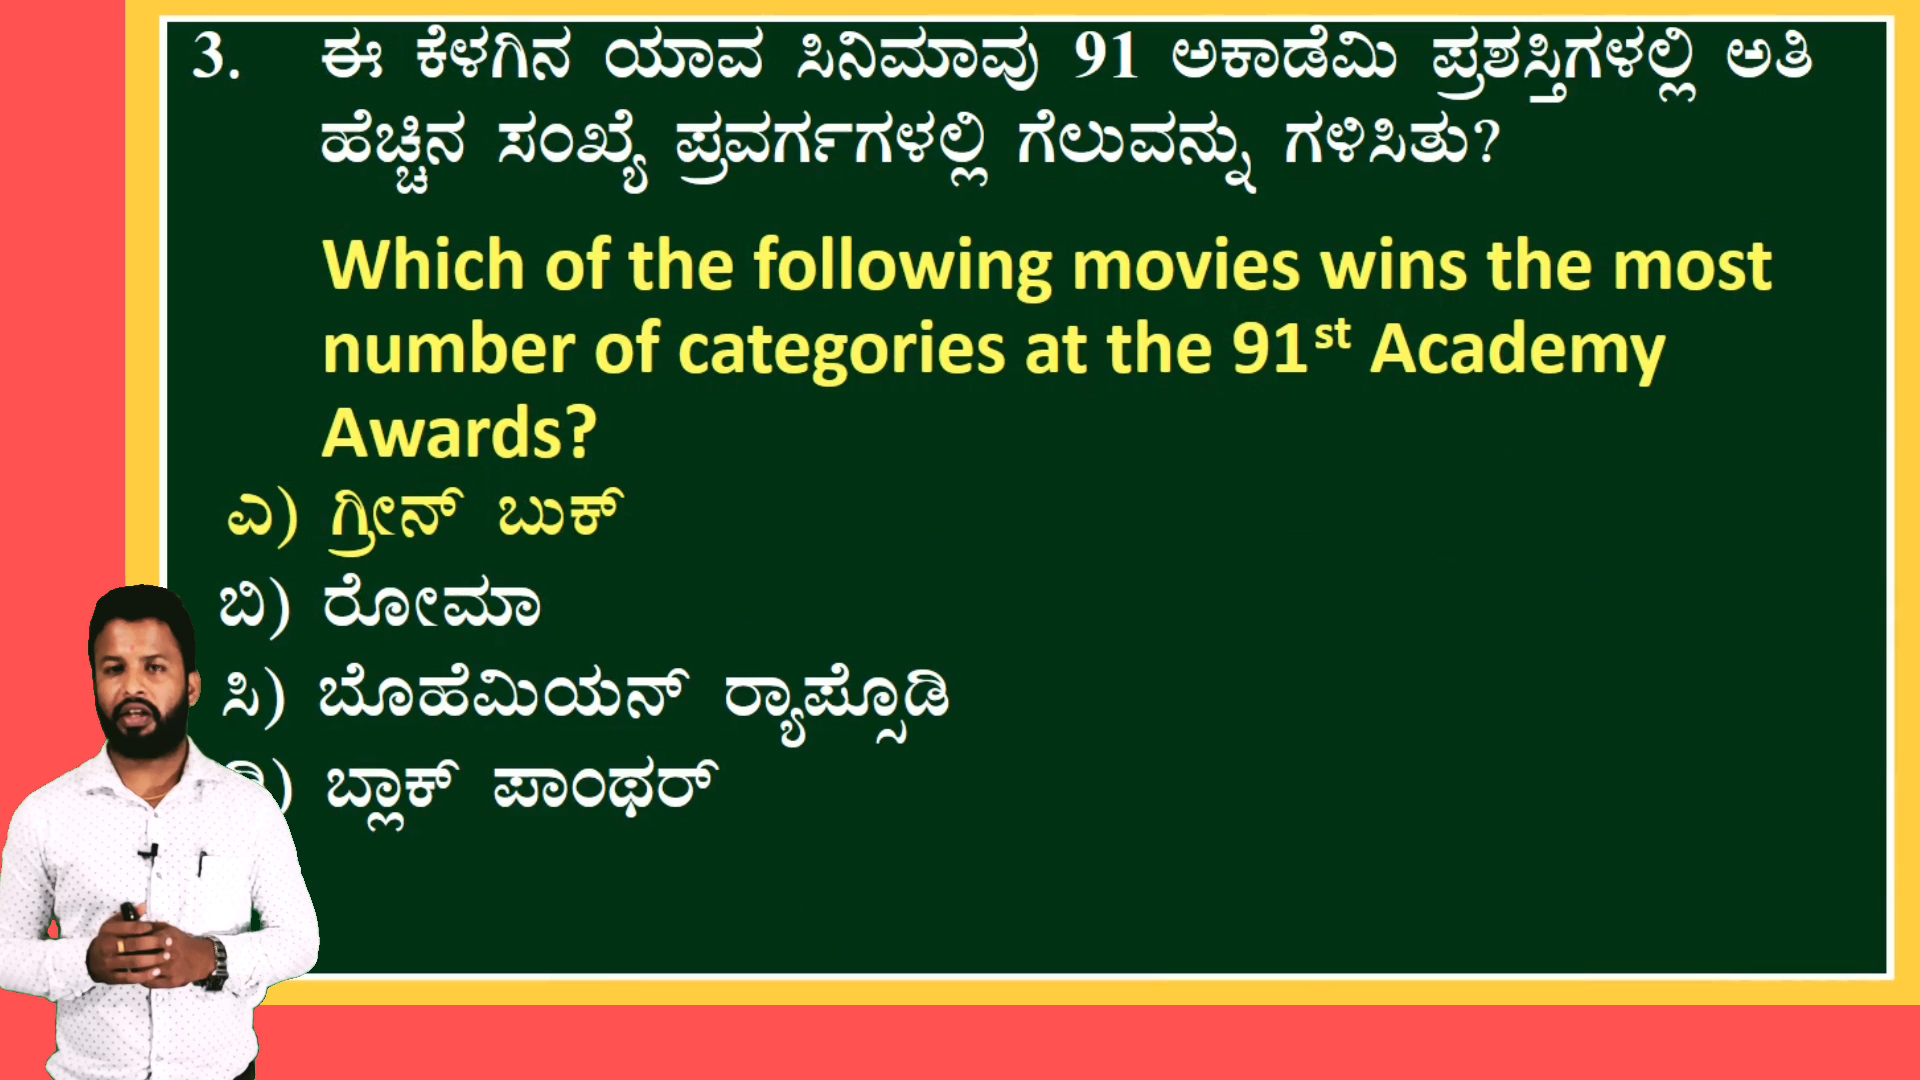 3. ಈ ಕೆಳಗಿನ ಯಾವ ಸಿನಿಮಾವು 91 ಅಕಾಡೆಮಿ ಪ್ರಶಸ್ತಿಗಳಲ್ಲಿ ಅತಿ
ಹೆಚ್ಚಿನ ಸಂಖ್ಯೆ ಪ್ರವರ್ಗಗಳಲ್ಲಿ ಗೆಲುವನ್ನು ಗಳಿಸಿತು?
Which of the following movies wins the most
number of categories at the 91st Academy
Awards?
ಎ) ಗ್ರೀನ್ ಬುಕ್
ಬಿ) ರೋಮಾ
ಸಿ) ಬೊಹೆಮಿಯನ್ ರ‍್ಯಾಪ್ಸೊಡಿ
ಬ್ಲಾಕ್ ಪಾಂಥರ್